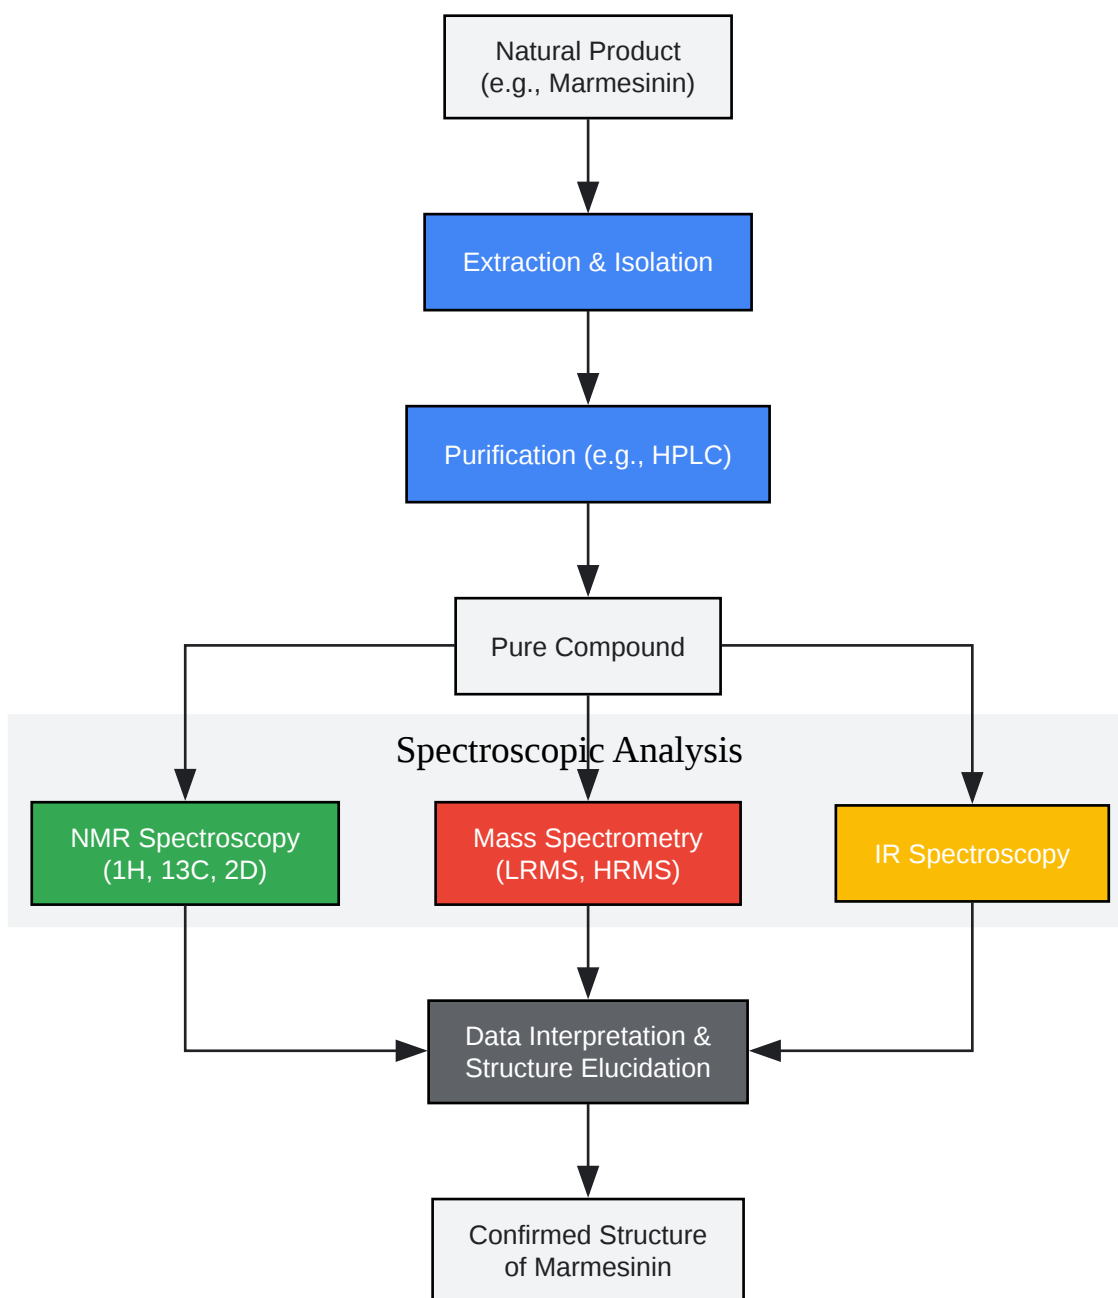 Natural Product
(e.g., Marmesinin)
Extraction & Isolation
Purification (e.g., HPLC)
Pure Compound
Spectroscopic Analysis
NMR Spectroscopy
(1H, 13C, 2D)
Mass Spectrometry
(LRMS, HRMS)
IR Spectroscopy
Data Interpretation &
Structure Elucidation
Confirmed Structure
of Marmesinin